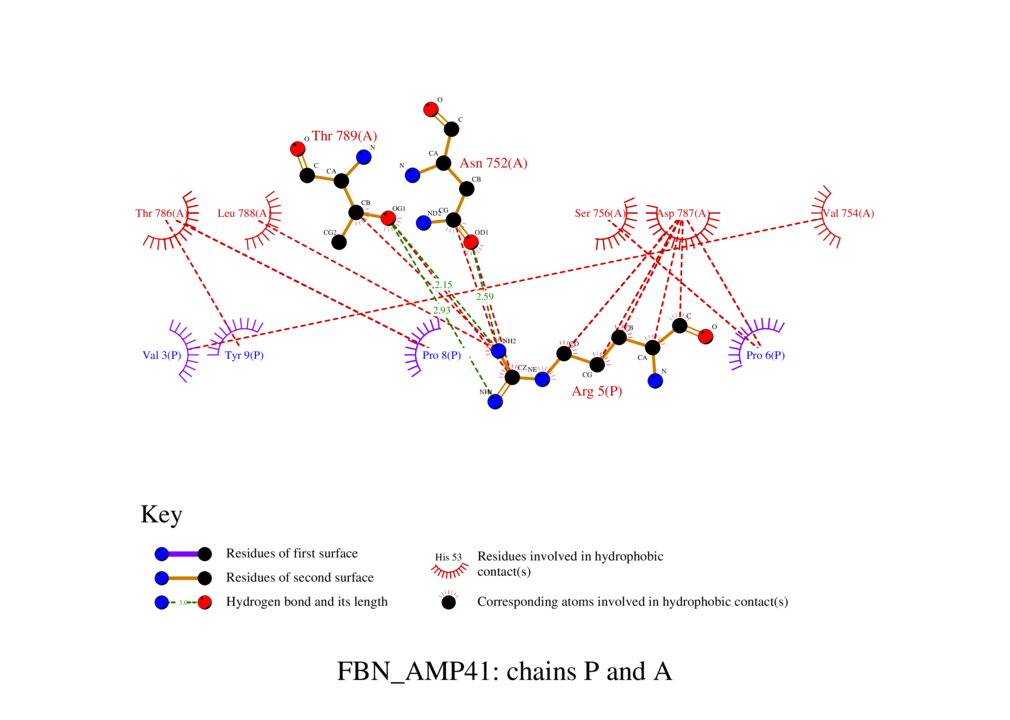 O
C
O
Thr 789(A)
N
C
CA
CA
N
Asn 752(A)
CB
CB
OG1
ND2
CG
CG2
OD1
Thr 786(A)
Leu 788(A)
Ser 756(A)
Asp 787(A)
Val 754(A)
2.15
2.59
2.93
C
O
CB
NH2
CD
Val 3(P)
Tyr 9(P)
Pro 8(P)
CA
Pro 6(P)
CZ
NE
CG
N
NH1
Arg 5(P)
Key
Residues of first surface
Residues of second surface
3.0
Hydrogen bond and its length
His 53
Residues involved in hydrophobic
contact(s)
Corresponding atoms involved in hydrophobic contact(s)
FBN_AMP41: chains P and A